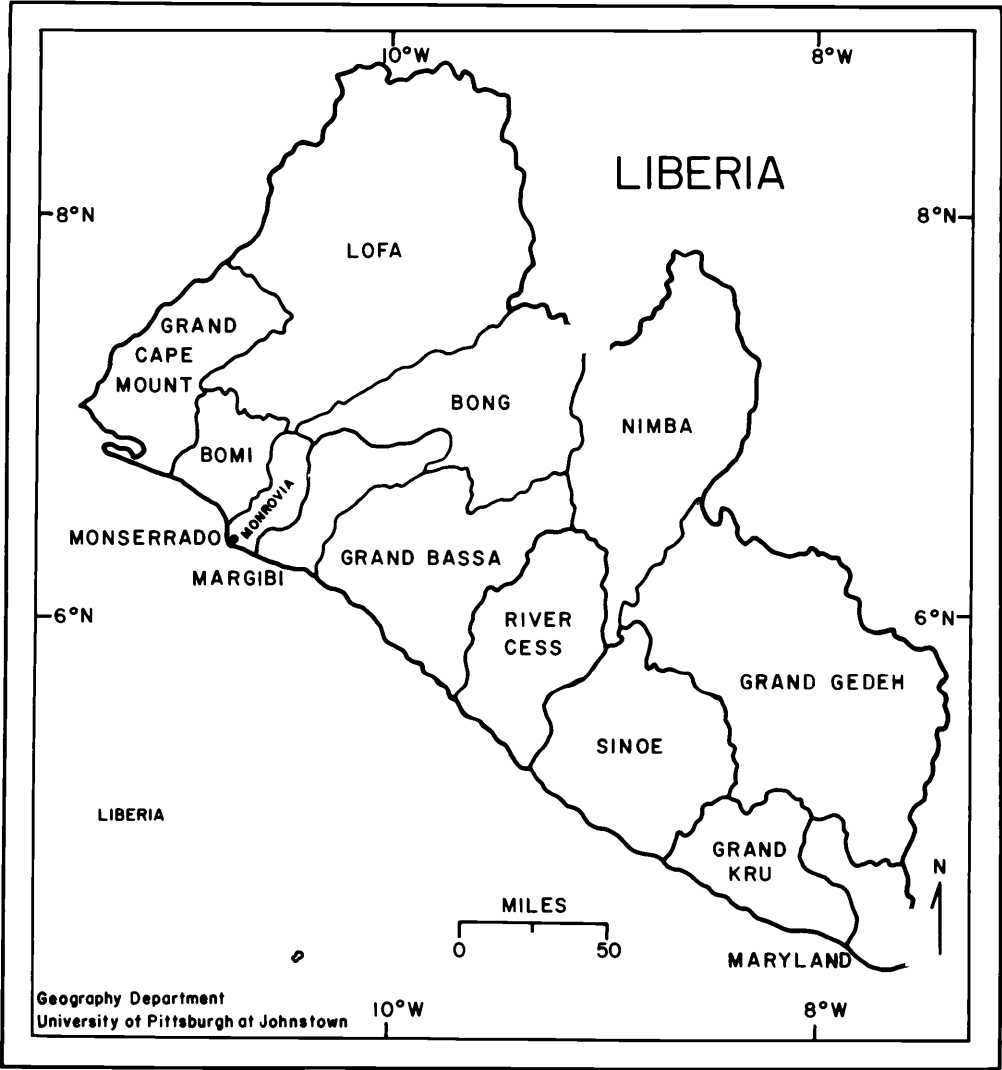 10°W
8°W
LIBERIA
8°N
8°N
LOFA
GRAND
CAPE
MOUNT
BONG
NIMBA
BOMI
MONROVIA
MONSERRADO
GRAND BASSA
MARGIBI
6°N
6°N
RIVER
CESS
GRAND GEDEH
SINOE
LIBERIA
GRAND
KRU
N
MILES
0
50
MARYLAND
Geography Department
University of Pittsburgh at Johnstown
10°W
8°W